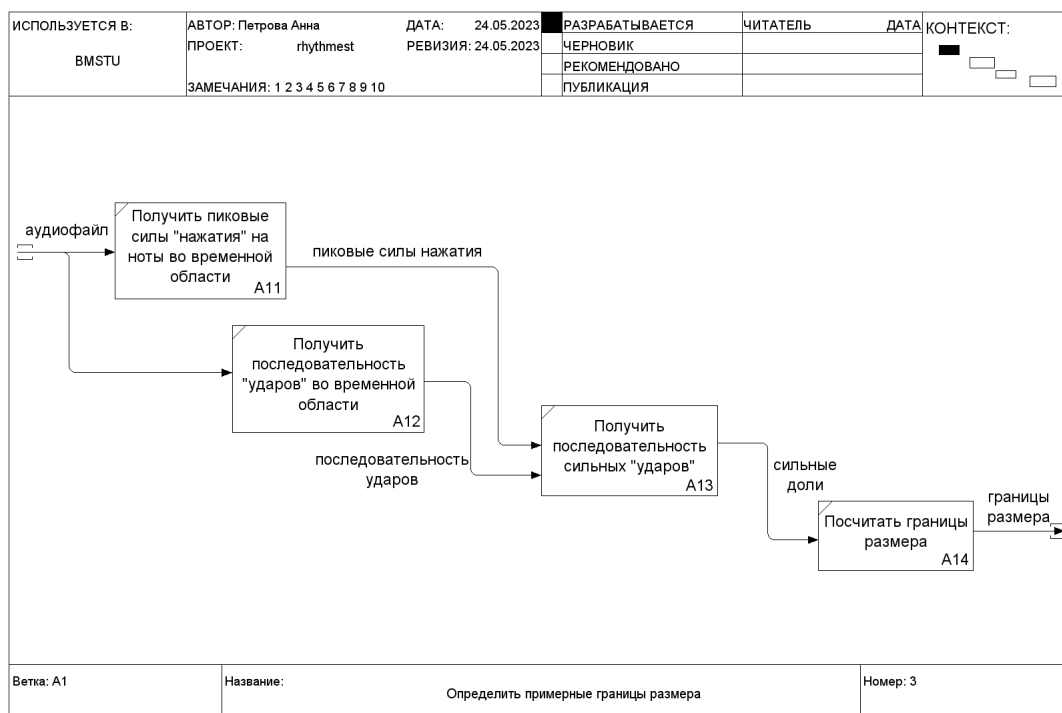 ИСПОЛЬЗУЕТСЯ В:
BMSTU
АВТОР: Петрова Анна
ДАТА: 24.05.2023
ПРОЕКТ: rhythmest
РЕВИЗИЯ: 24.05.2023
ЗАМЕЧАНИЯ: 1 2 3 4 5 6 7 8 9 10
РАЗРАБАТЫВАЕТСЯ
ЧЕРНОВИК
РЕКОМЕНДОВАНО
ПУБЛИКАЦИЯ
ЧИТАТЕЛЬ
ДАТА
КОНТЕКСТ:
аудиофайл
Получить пиковые
силы "нажатия" на
ноты во временной
области
A11
пиковые силы нажатия
Получить
последовательность
"ударов" во временной
области
A12
последовательность
ударов
Получить
последовательность
сильных "ударов"
A13
сильные
доли
Посчитать границы
размера
A14
границы
размера
Ветка: A1
Название:
Определить примерные границы размера
Номер: 3